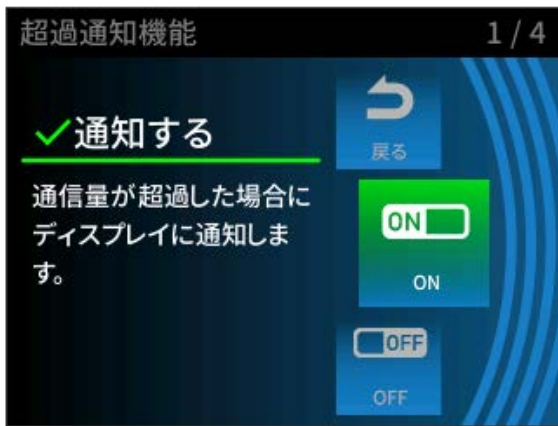 超過通知機能 1/4
通知する
戻る
通信量が超過した場合に
ディスプレイに通知しま
す。
ON
ON
OFF
OFF